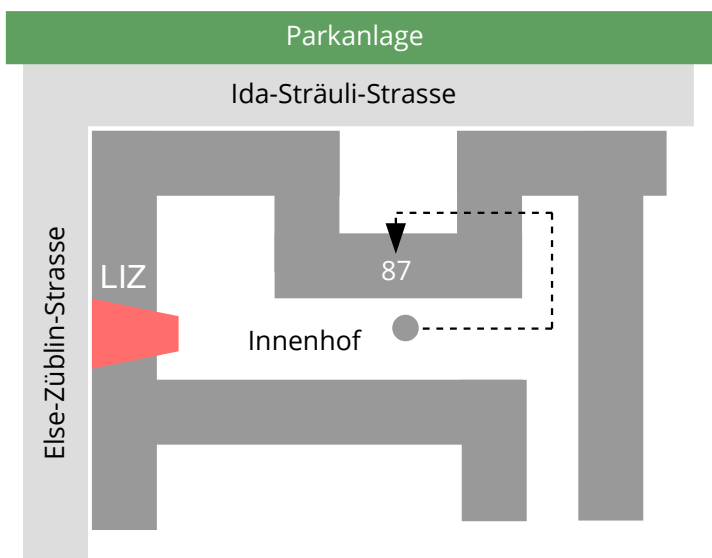 Parkanlage
Ida-Sträuli-Strasse
Else-Züblin-Strasse
LIZ
87
Innenhof